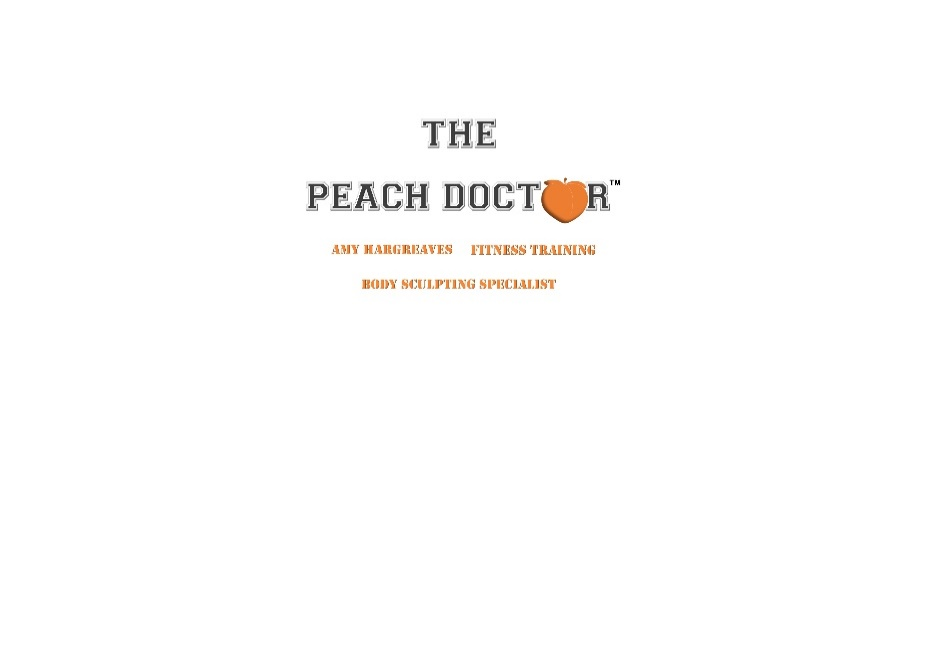 THE
PEACH DOCTOR™
AMY HARGREAVES FITNESS TRAINING
BODY SCULPTING SPECIALIST